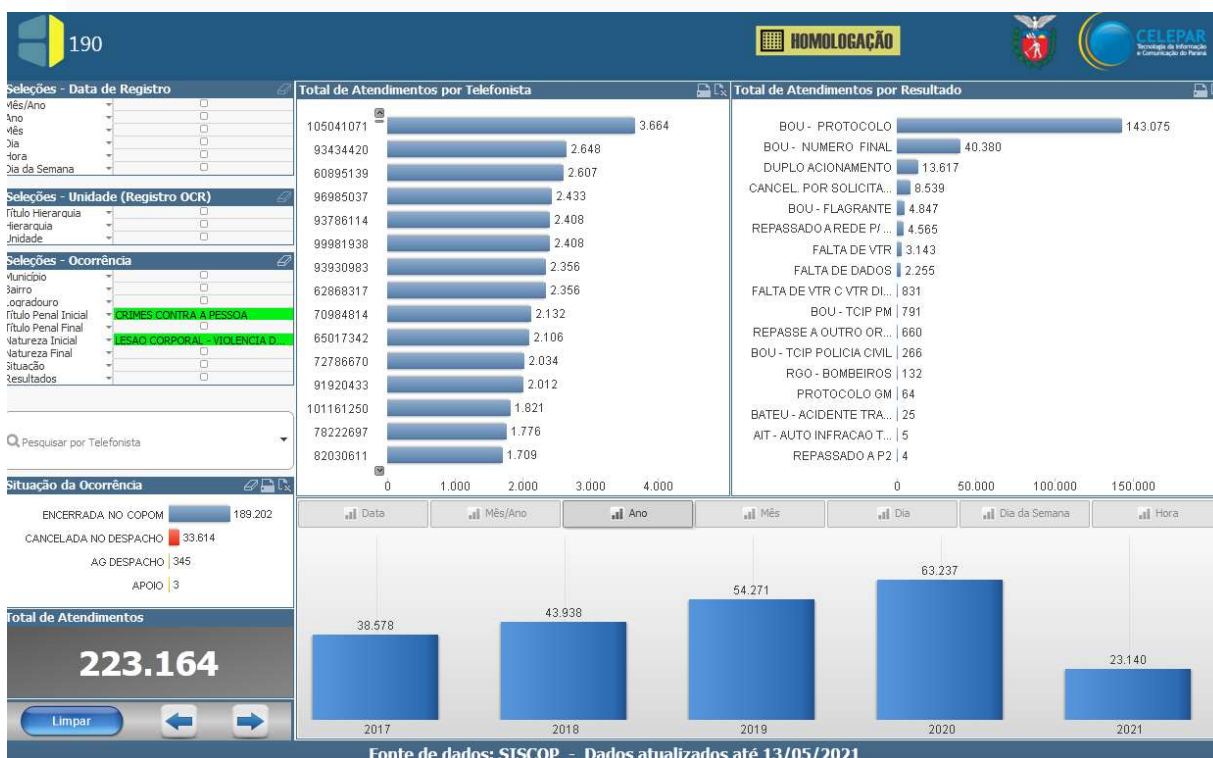 190
HOMOLOGAÇÃO
CELEPAR
Tecnologia da Informação
e Comunicação do Paraná
Seleções - Data de Registro
Mês/Ano
Ano
Mês
Dia
Hora
Dia da Semana
Seleções - Unidade (Registro OCR)
Título Hierarquia
Hierarquia
Unidade
Seleções - Ocorrência
Município
Bairro
Logradouro
Título Penal Inicial CRIMES CONTRA A PESSOA
Título Penal Final
Natureza Inicial LESAO CORPORAL - VIOLENCIA D...
Natureza Final
Situação
Resultados
Pesquisar por Telefonista
Situação da Ocorrência
ENCERRADA NO COPOM 189.202
CANCELADA NO DESPACHO 33.614
AG DESPACHO 345
APOIO 3
Total de Atendimentos
223.164
Limpar
Total de Atendimentos por Telefonista
105041071 3.664
93434420 2.648
60895139 2.607
96985037 2.433
93786114 2.408
99981938 2.408
93930983 2.356
62868317 2.356
70984814 2.132
65017342 2.106
72786670 2.034
91920433 2.012
101161250 1.821
78222697 1.776
82030611 1.709
0 1.000 2.000 3.000 4.000
Total de Atendimentos por Resultado
BOU - PROTOCOLO 143.075
BOU - NUMERO FINAL 40.380
DUPLO ACIONAMENTO 13.617
CANCEL. POR SOLICITA... 8.539
BOU - FLAGRANTE 4.847
REPASSADO A REDE P/ ... 4.565
FALTA DE VTR 3.143
FALTA DE DADOS 2.255
FALTA DE VTR C VTR DI... 831
BOU - TCIP PM 791
REPASSE A OUTRO OR... 660
BOU - TCIP POLICIA CIVIL 266
RGO - BOMBEIROS 132
PROTOCOLO GM 64
BATEU - ACIDENTE TRA... 25
AIT - AUTO INFRACAO T... 5
REPASSADO A P2 4
0 50.000 100.000 150.000
Data Mês/Ano Ano Mês Dia Dia da Semana Hora
38.578 43.938 54.271 63.237 23.140
2017 2018 2019 2020 2021
Fonte de dados: SISCOP - Dados atualizados até 13/05/2021